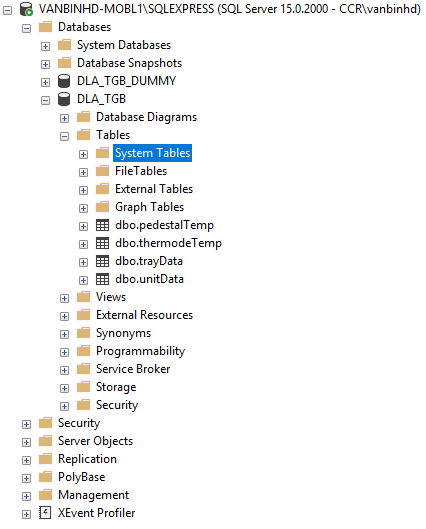 VANBINHD-MOBL1\SQLEXPRESS (SQL Server 15.0.2000 - CCR\vanbinhd)
Databases
System Databases
Database Snapshots
DLA_TGB_DUMMY
DLA_TGB
Database Diagrams
Tables
System Tables
FileTables
External Tables
Graph Tables
dbo.pedestalTemp
dbo.thermodeTemp
dbo.trayData
dbo.unitData
Views
External Resources
Synonyms
Programmability
Service Broker
Storage
Security
Security
Server Objects
Replication
PolyBase
Management
XEvent Profiler